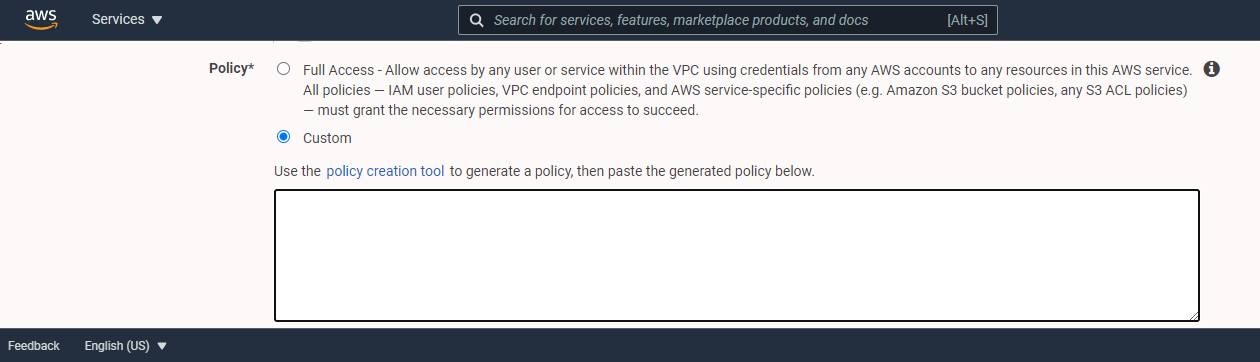 aws
Services
Search for services, features, marketplace products, and docs [Alt+S]
Policy*
Full Access - Allow access by any user or service within the VPC using credentials from any AWS accounts to any resources in this AWS service.
All policies — IAM user policies, VPC endpoint policies, and AWS service-specific policies (e.g. Amazon S3 bucket policies, any S3 ACL policies)
— must grant the necessary permissions for access to succeed.
Custom
Use the policy creation tool to generate a policy, then paste the generated policy below.
Feedback English (US)